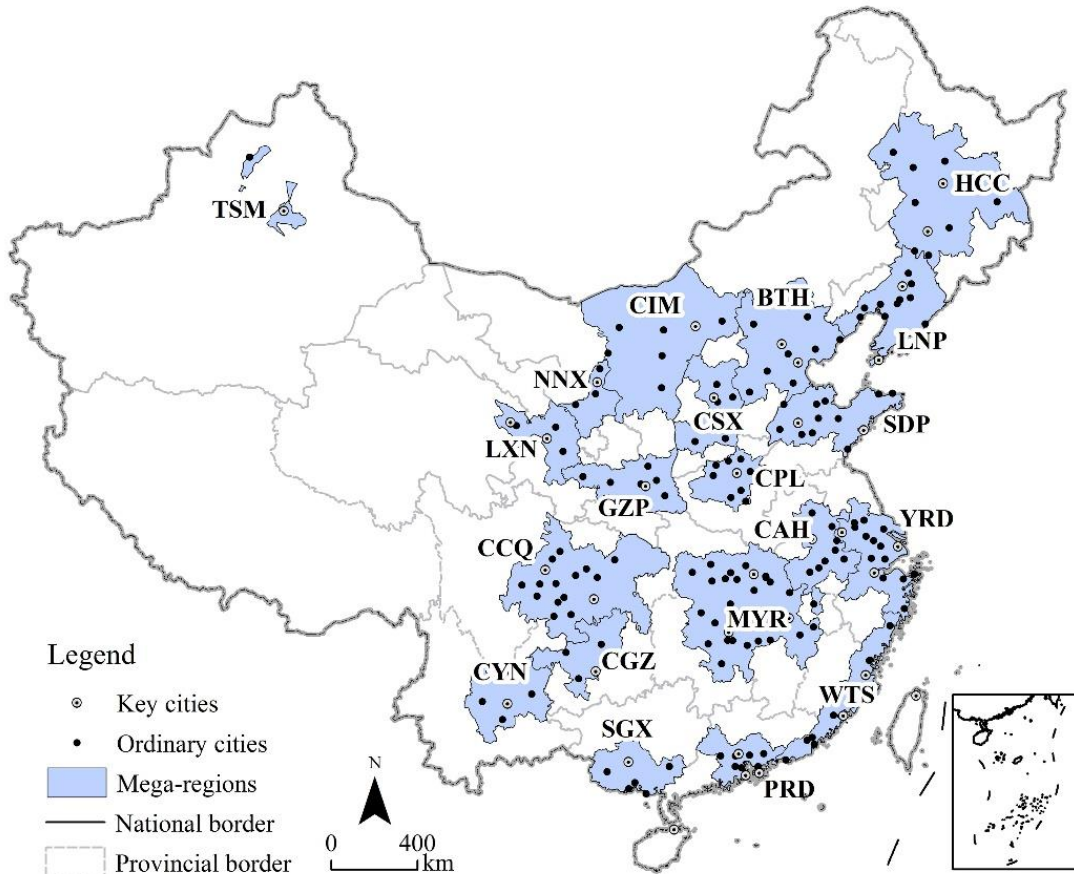 HCC
TSM
CIM
BTH
LNP
NNX
CSX
SDP
LXN
CPL
GZP
CAH
YRD
CCQ
MYR
CGZ
CYN
WTS
SGX
PRD
Legend
Key cities
Ordinary cities
Mega-regions
National border
Provincial border
N
0 400
km